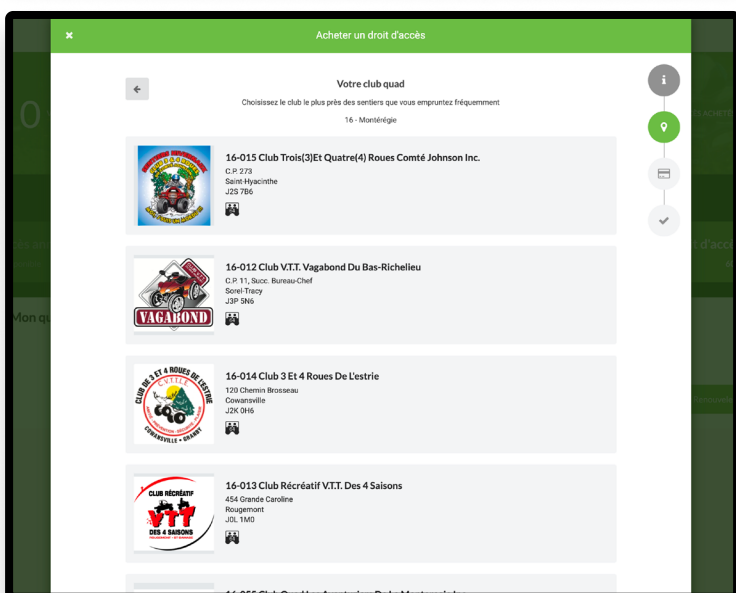 Acheter un droit d'accès
Votre club quad
Choisissez le club le plus près des sentiers que vous empruntez fréquemment
16 - Montérégie
16-015 Club Trois(3)Et Quatre(4) Roues Comté Johnson Inc.
C.P. 273
Saint-Hyacinthe
J2S 7B6
16-012 Club V.T.T. Vagabond Du Bas-Richelieu
C.P. 11, Succ. Bureau-Chef
Sorel-Tracy
J3P 5N6
VAGABOND
16-014 Club 3 Et 4 Roues De L'estrie
120 Chemin Brosseau
Cowansville
J2K 0H6
CLUB DE 3 ET 4 ROUES DE L'ESTRIE
C.V.T.T.E.
COWANSVILLE • GRANBY
16-013 Club Récréatif V.T.T. Des 4 Saisons
454 Grande Caroline
Rougemont
J0L 1M0
CLUB RÉCRÉATIF
VTT
DES 4 SAISONS
0
Mon qu
t d'acc